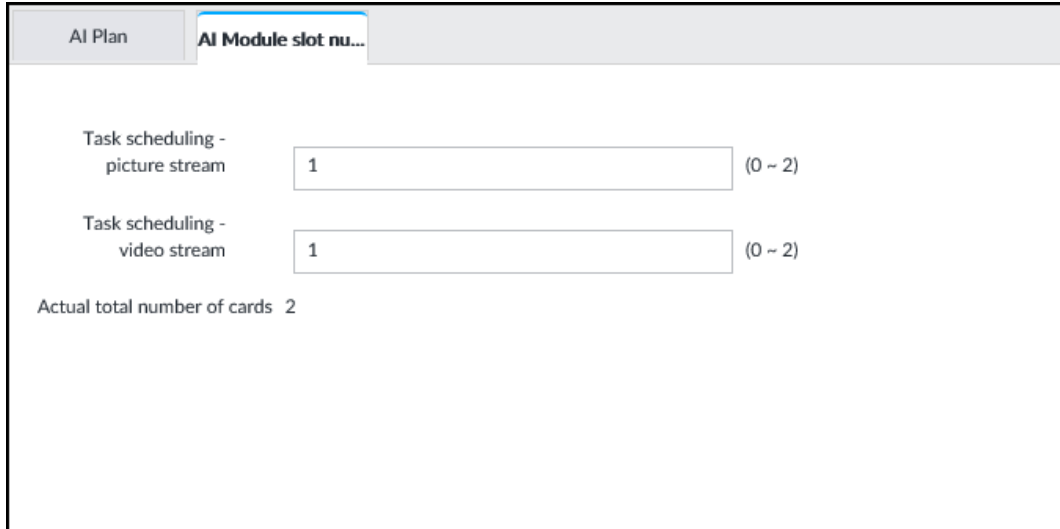 AI Plan
AI Module slot nu...
Task scheduling -
picture stream
1
(0 ~ 2)
Task scheduling -
video stream
1
(0 ~ 2)
Actual total number of cards 2